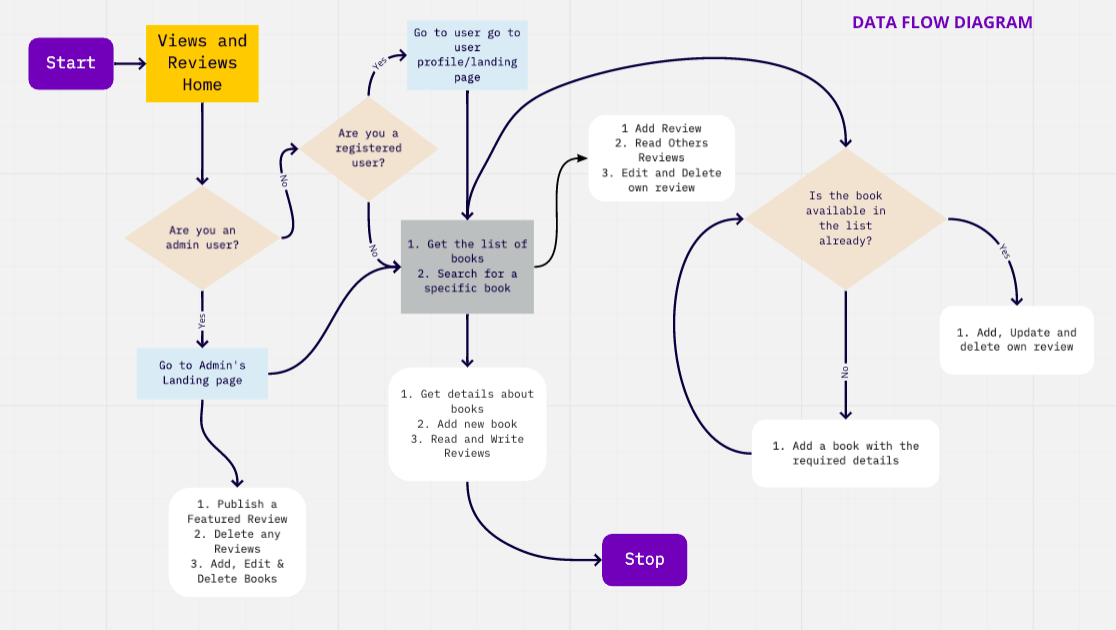 DATA FLOW DIAGRAM
Start
Views and
Reviews
Home
Are you an
admin user?
No
Yes
Are you a
registered
user?
Yes
No
Go to user go to
user
profile/landing
page
Go to Admin's
Landing page
1. Publish a
Featured Review
2. Delete any
Reviews
3. Add, Edit &
Delete Books
1. Get the list of
books
2. Search for a
specific book
1 Add Review
2. Read Others
Reviews
3. Edit and Delete
own review
1. Get details about
books
2. Add new book
3. Read and Write
Reviews
Stop
Is the book
available in
the list
already?
Yes
No
1. Add, Update and
delete own review
1. Add a book with the
required details